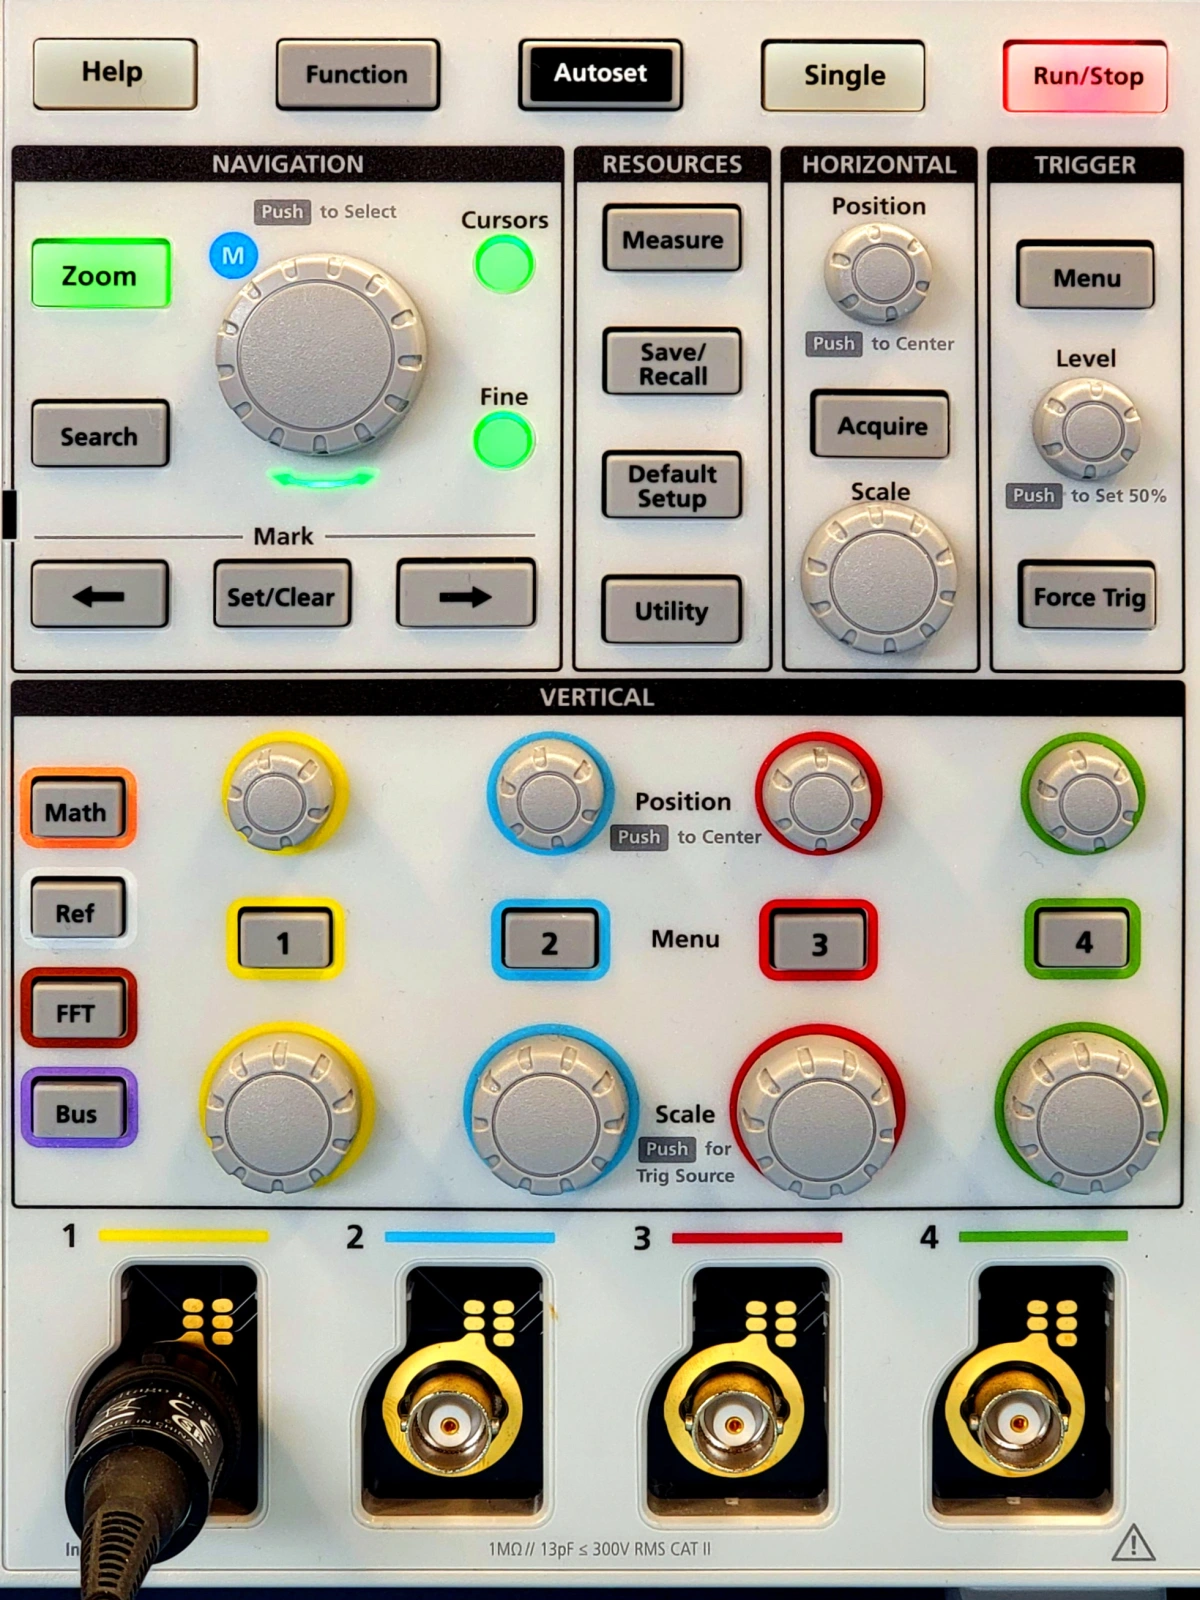 Help
Function
Autoset
Single
Run/Stop
NAVIGATION
Push to Select
M
Cursors
Zoom
Fine
Search
Mark
Set/Clear
RESOURCES
Measure
Save/
Recall
Default
Setup
Utility
HORIZONTAL
Position
Push to Center
Acquire
Scale
TRIGGER
Menu
Level
Push to Set 50%
Force Trig
VERTICAL
Math
Ref
FFT
Bus
Position
Push to Center
1
2
Menu
3
4
Scale
Push for
Trig Source
1
2
3
4
MADE IN CHINA
1MΩ // 13pF ≤ 300V RMS CAT II